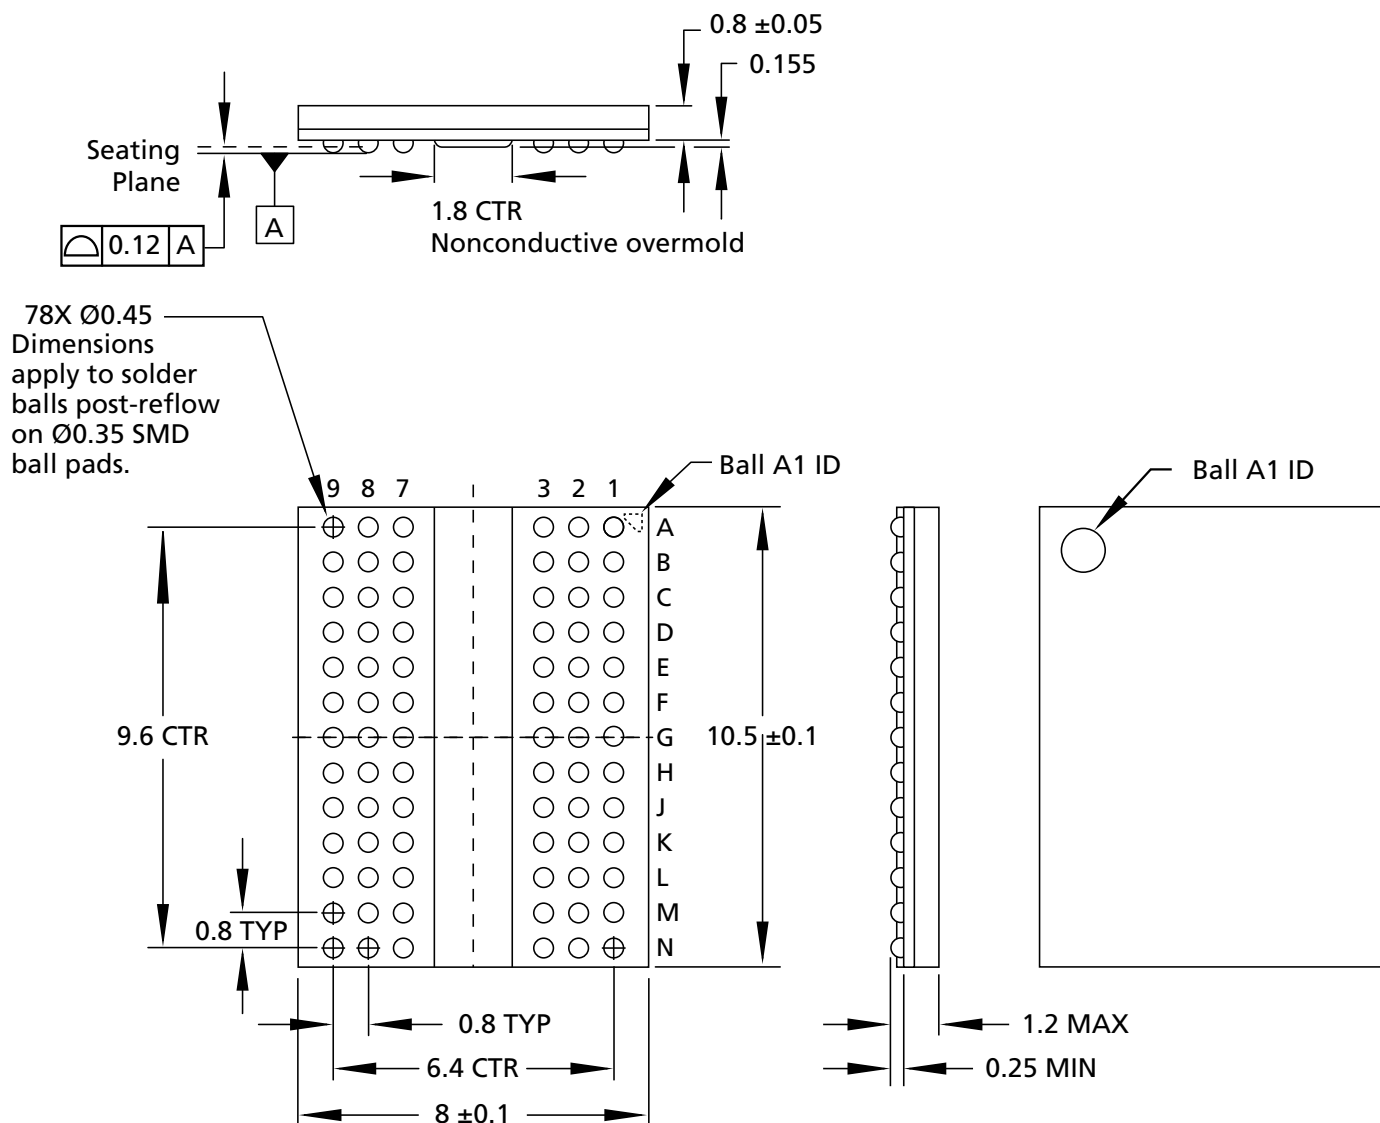 0.8 ±0.05
0.155
Seating
Plane
A
0.12 A
1.8 CTR
Nonconductive overmold
78X Ø0.45
Dimensions
apply to solder
balls post-reflow
on Ø0.35 SMD
ball pads.
Ball A1 ID
Ball A1 ID
9 8 7 3 2 1
A
B
C
D
E
F
G
H
J
K
L
M
N
9.6 CTR
10.5 ±0.1
0.8 TYP
0.8 TYP
1.2 MAX
6.4 CTR
0.25 MIN
8 ±0.1